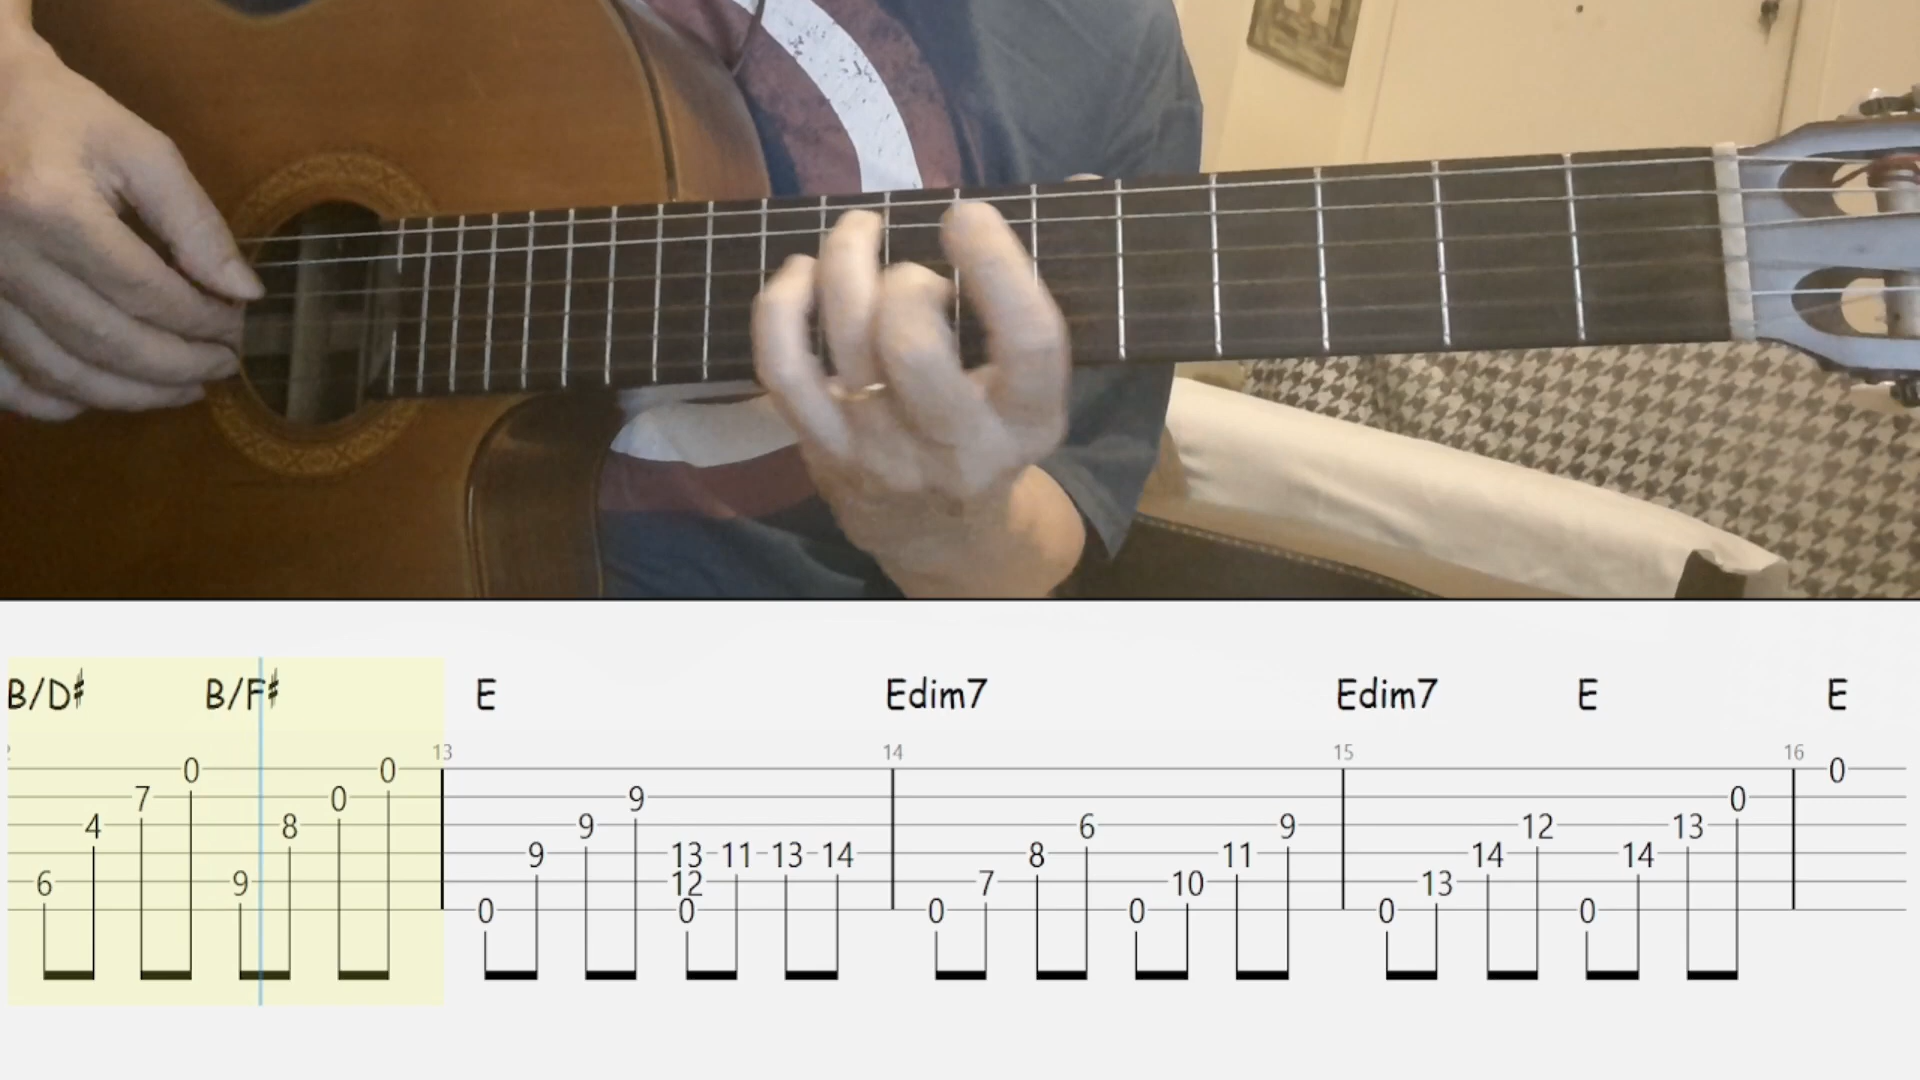 B/D♯ B/F♯ E Edim7 Edim7 E E
13 14 15 16
0 0 0
7 0 9 0
4 8 9 6 9 12 13
9 13 11 13 14 8 11 14 14
6 9 12 7 10 13
0 0 0 0 0 0